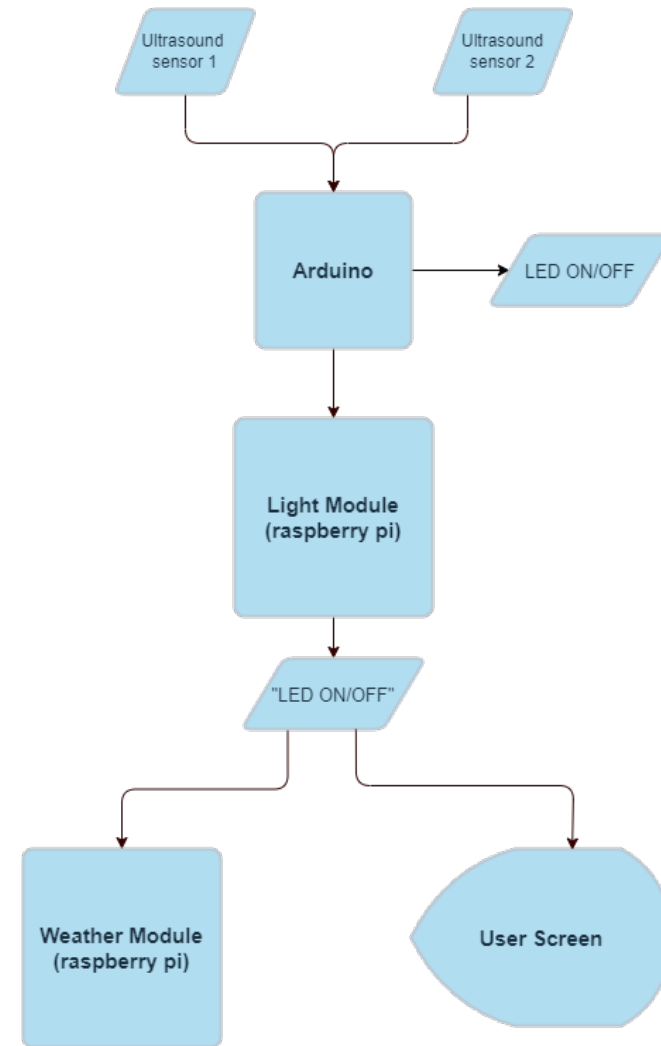 Ultrasound
sensor 1
Ultrasound
sensor 2
Arduino
LED ON/OFF
Light Module
(raspberry pi)
"LED ON/OFF"
Weather Module
(raspberry pi)
User Screen